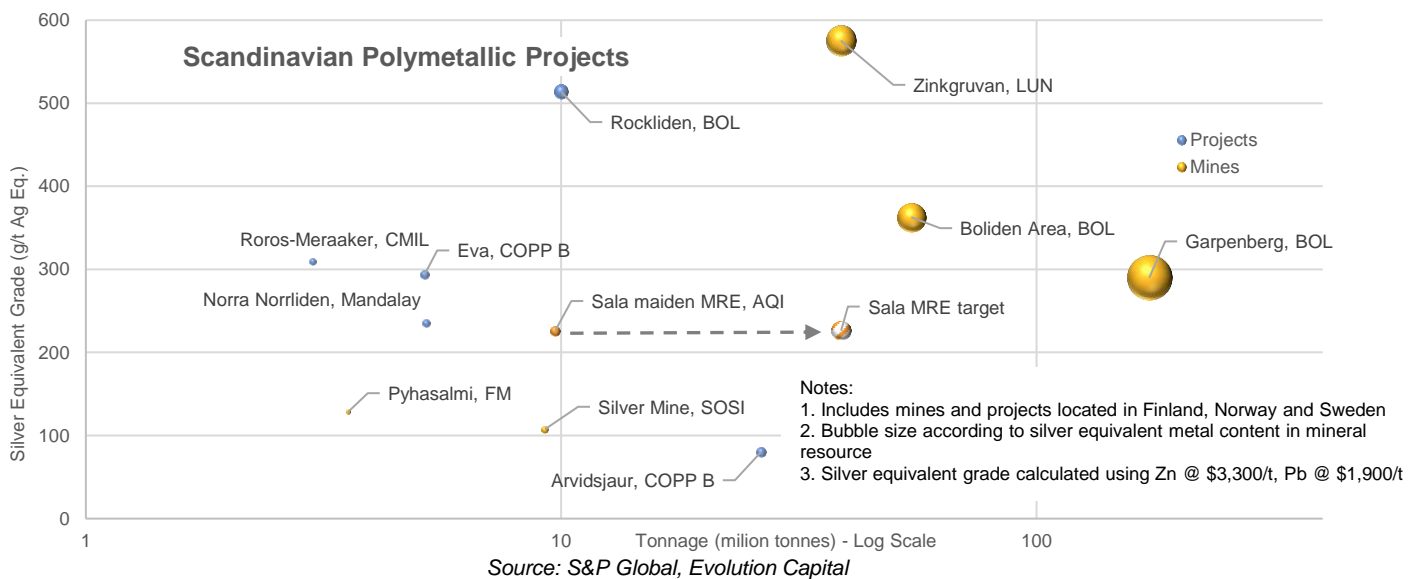 Scandinavian Polymetallic Projects
Silver Equivalent Grade (g/t Ag Eq.)
600
500
400
300
200
100
0
Zinkgruvan, LUN
Rockliden, BOL
Projects
Mines
Boliden Area, BOL
Garpenberg, BOL
Roros-Meraaker, CMIL
Eva, COPP B
Norra Norrliden, Mandalay
Sala maiden MRE, AQI
Sala MRE target
Pyhasalmi, FM
Silver Mine, SOSI
Arvidsjaur, COPP B
Notes:
1. Includes mines and projects located in Finland, Norway and Sweden
2. Bubble size according to silver equivalent metal content in mineral
resource
3. Silver equivalent grade calculated using Zn @ $3,300/t, Pb @ $1,900/t
1
10
100
Tonnage (milion tonnes) - Log Scale
Source: S&P Global, Evolution Capital